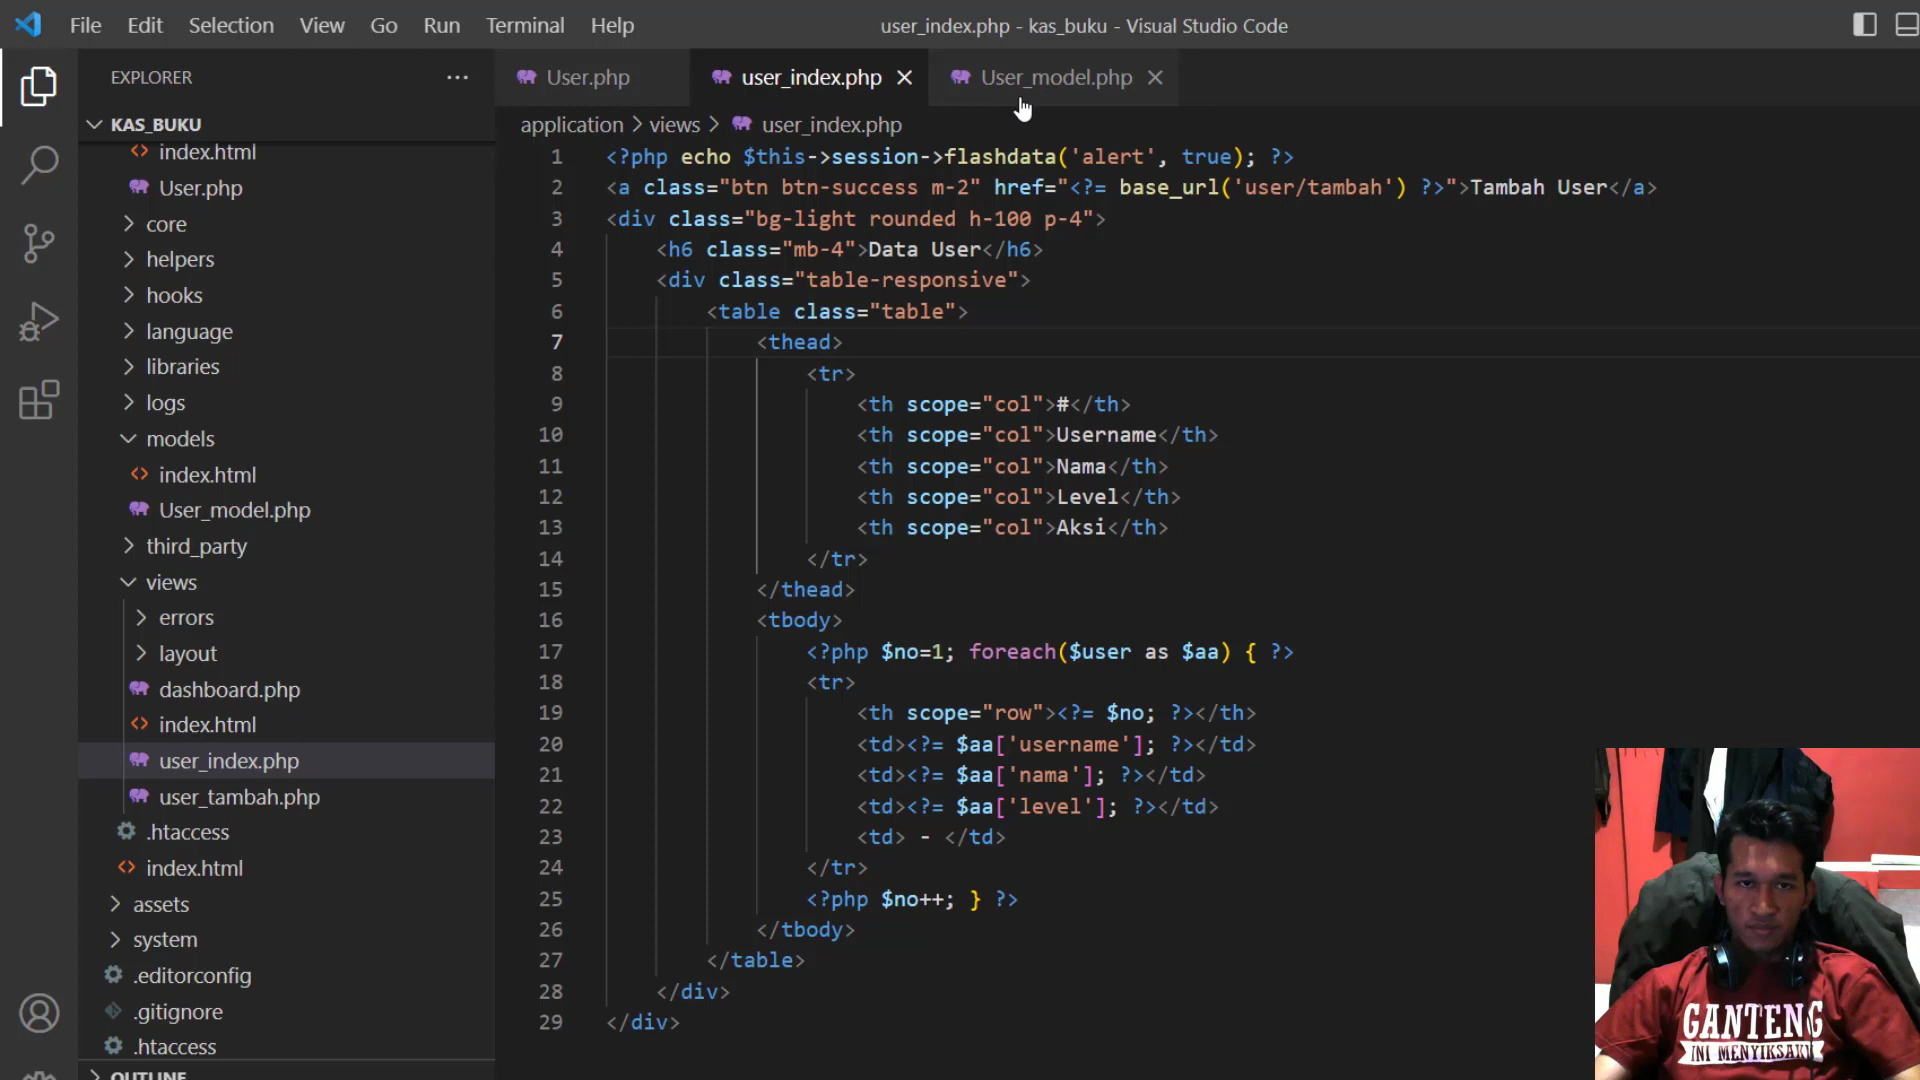 File Edit Selection View Go Run Terminal Help
user_index.php - kas_buku - Visual Studio Code
EXPLORER
KAS_BUKU
index.html
User.php
core
helpers
hooks
language
libraries
logs
models
index.html
User_model.php
third_party
views
errors
layout
dashboard.php
index.html
user_index.php
user_tambah.php
.htaccess
index.html
assets
system
.editorconfig
.gitignore
.htaccess
OUTLINE
User.php user_index.php User_model.php
application > views > user_index.php
1 <?php echo $this->session->flashdata('alert', true); ?>
2 <a class="btn btn-success m-2" href="<?= base_url('user/tambah') ?>">Tambah User</a>
3 <div class="bg-light rounded h-100 p-4">
4 <h6 class="mb-4">Data User</h6>
5 <div class="table-responsive">
6 <table class="table">
7 <thead>
8 <tr>
9 <th scope="col">#</th>
10 <th scope="col">Username</th>
11 <th scope="col">Nama</th>
12 <th scope="col">Level</th>
13 <th scope="col">Aksi</th>
14 </tr>
15 </thead>
16 <tbody>
17 <?php $no=1; foreach($user as $aa) { ?>
18 <tr>
19 <th scope="row"><?= $no; ?></th>
20 <td><?= $aa['username']; ?></td>
21 <td><?= $aa['nama']; ?></td>
22 <td><?= $aa['level']; ?></td>
23 <td> - </td>
24 </tr>
25 <?php $no++; } ?>
26 </tbody>
27 </table>
28 </div>
29 </div>
GANTENG
INI MENYIKSAKU